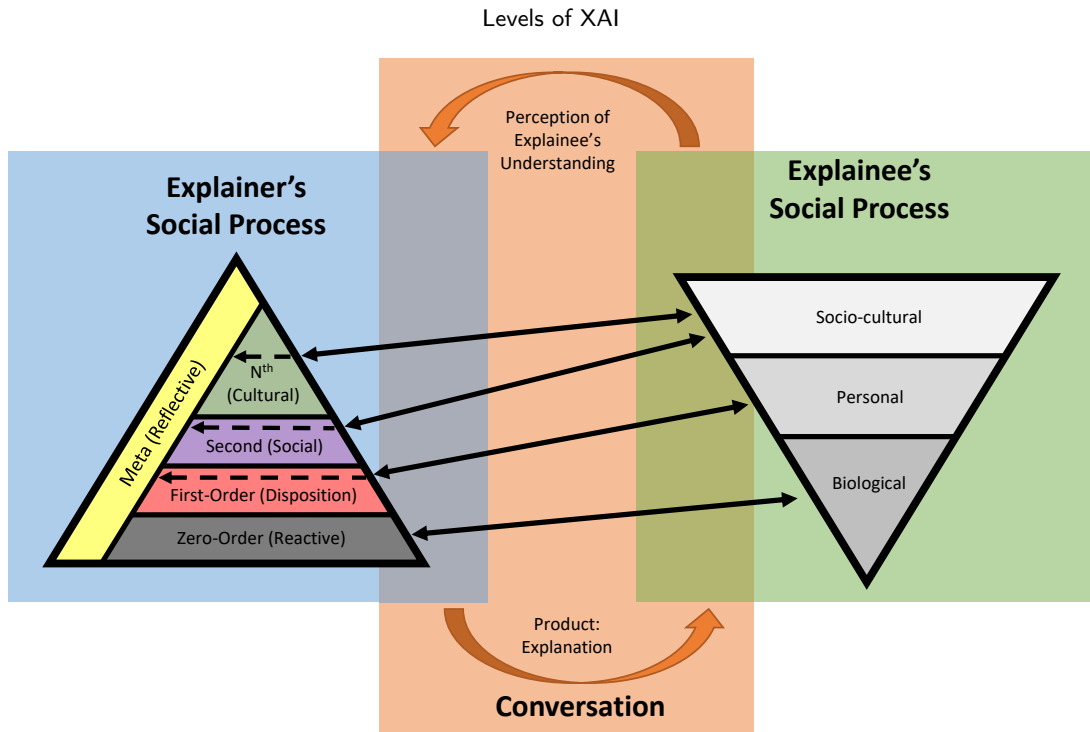 Levels of XAI
Perception of
Explainee's
Understanding
Explainer's
Social Process
Explainee's
Social Process
Meta (Reflective)
Nth
(Cultural)
Second (Social)
First-Order (Disposition)
Zero-Order (Reactive)
Socio-cultural
Personal
Biological
Product:
Explanation
Conversation